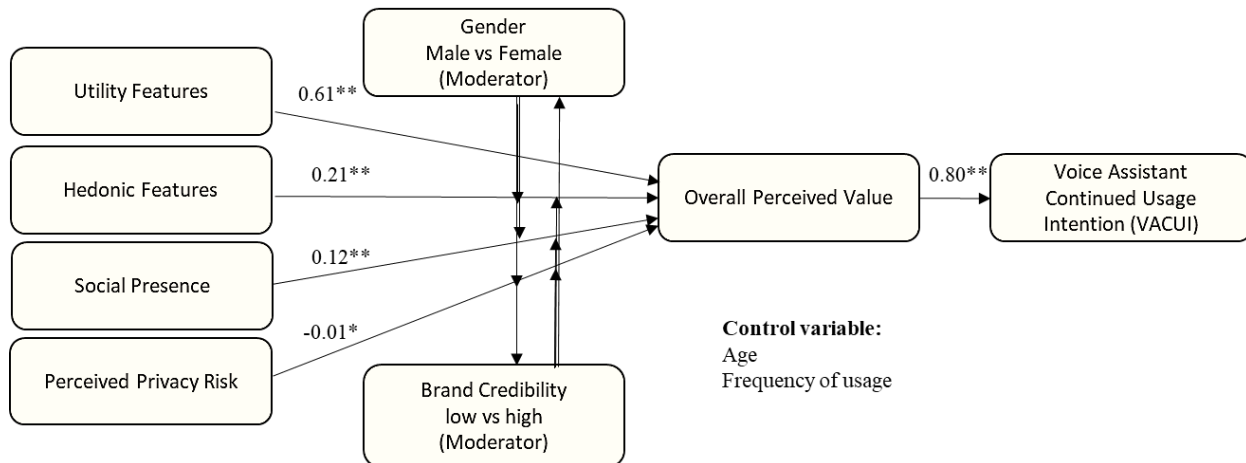 Gender
Male vs Female
(Moderator)
Utility Features
0.61**
Hedonic Features
0.21**
Overall Perceived Value
0.80**
Voice Assistant
Continued Usage
Intention (VACUI)
Social Presence
0.12**
Perceived Privacy Risk
-0.01*
Control variable:
Age
Frequency of usage
Brand Credibility
low vs high
(Moderator)